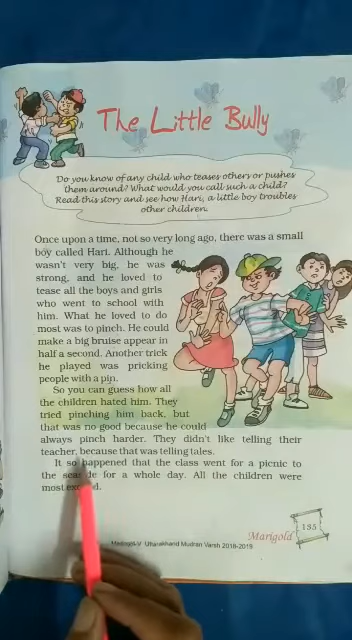 The Little Bully
Do you know of any child who teases others or pushes
them around? What would you call such a child?
Read this story and see how Hari, a little boy troubles
other children.
Once upon a time, not so very long ago, there was a small
boy called Hari. Although he
wasn't very big, he was
strong, and he loved to
tease all the boys and girls
who went to school with
him. What he loved to do
most was to pinch. He could
make a big bruise appear in
half a second. Another trick
he played was pricking
people with a pin.
So you can guess how all
the children hated him. They
tried pinching him back, but
that was no good because he could
always pinch harder. They didn't like telling their
teacher, because that was telling tales.
It so happened that the class went for a picnic to
the for a whole day. All the children were
most
135
Marigold
Uttarakhand Mudran Varsh 2018-2019